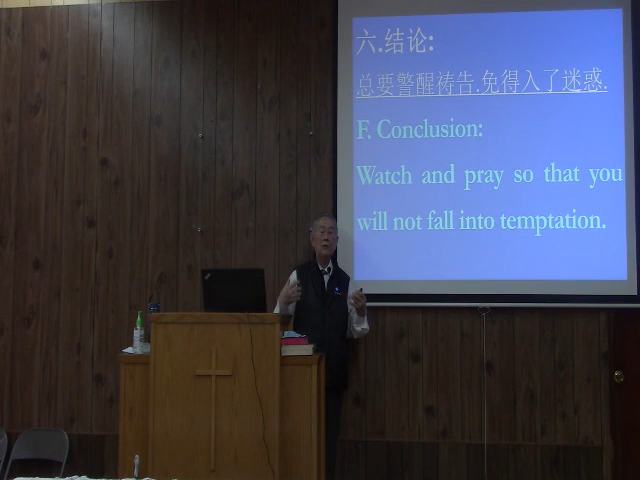 六.结论:
总要警醒祷告.免得入了迷惑.
F. Conclusion:
Watch and pray so that you
will not fall into temptation.